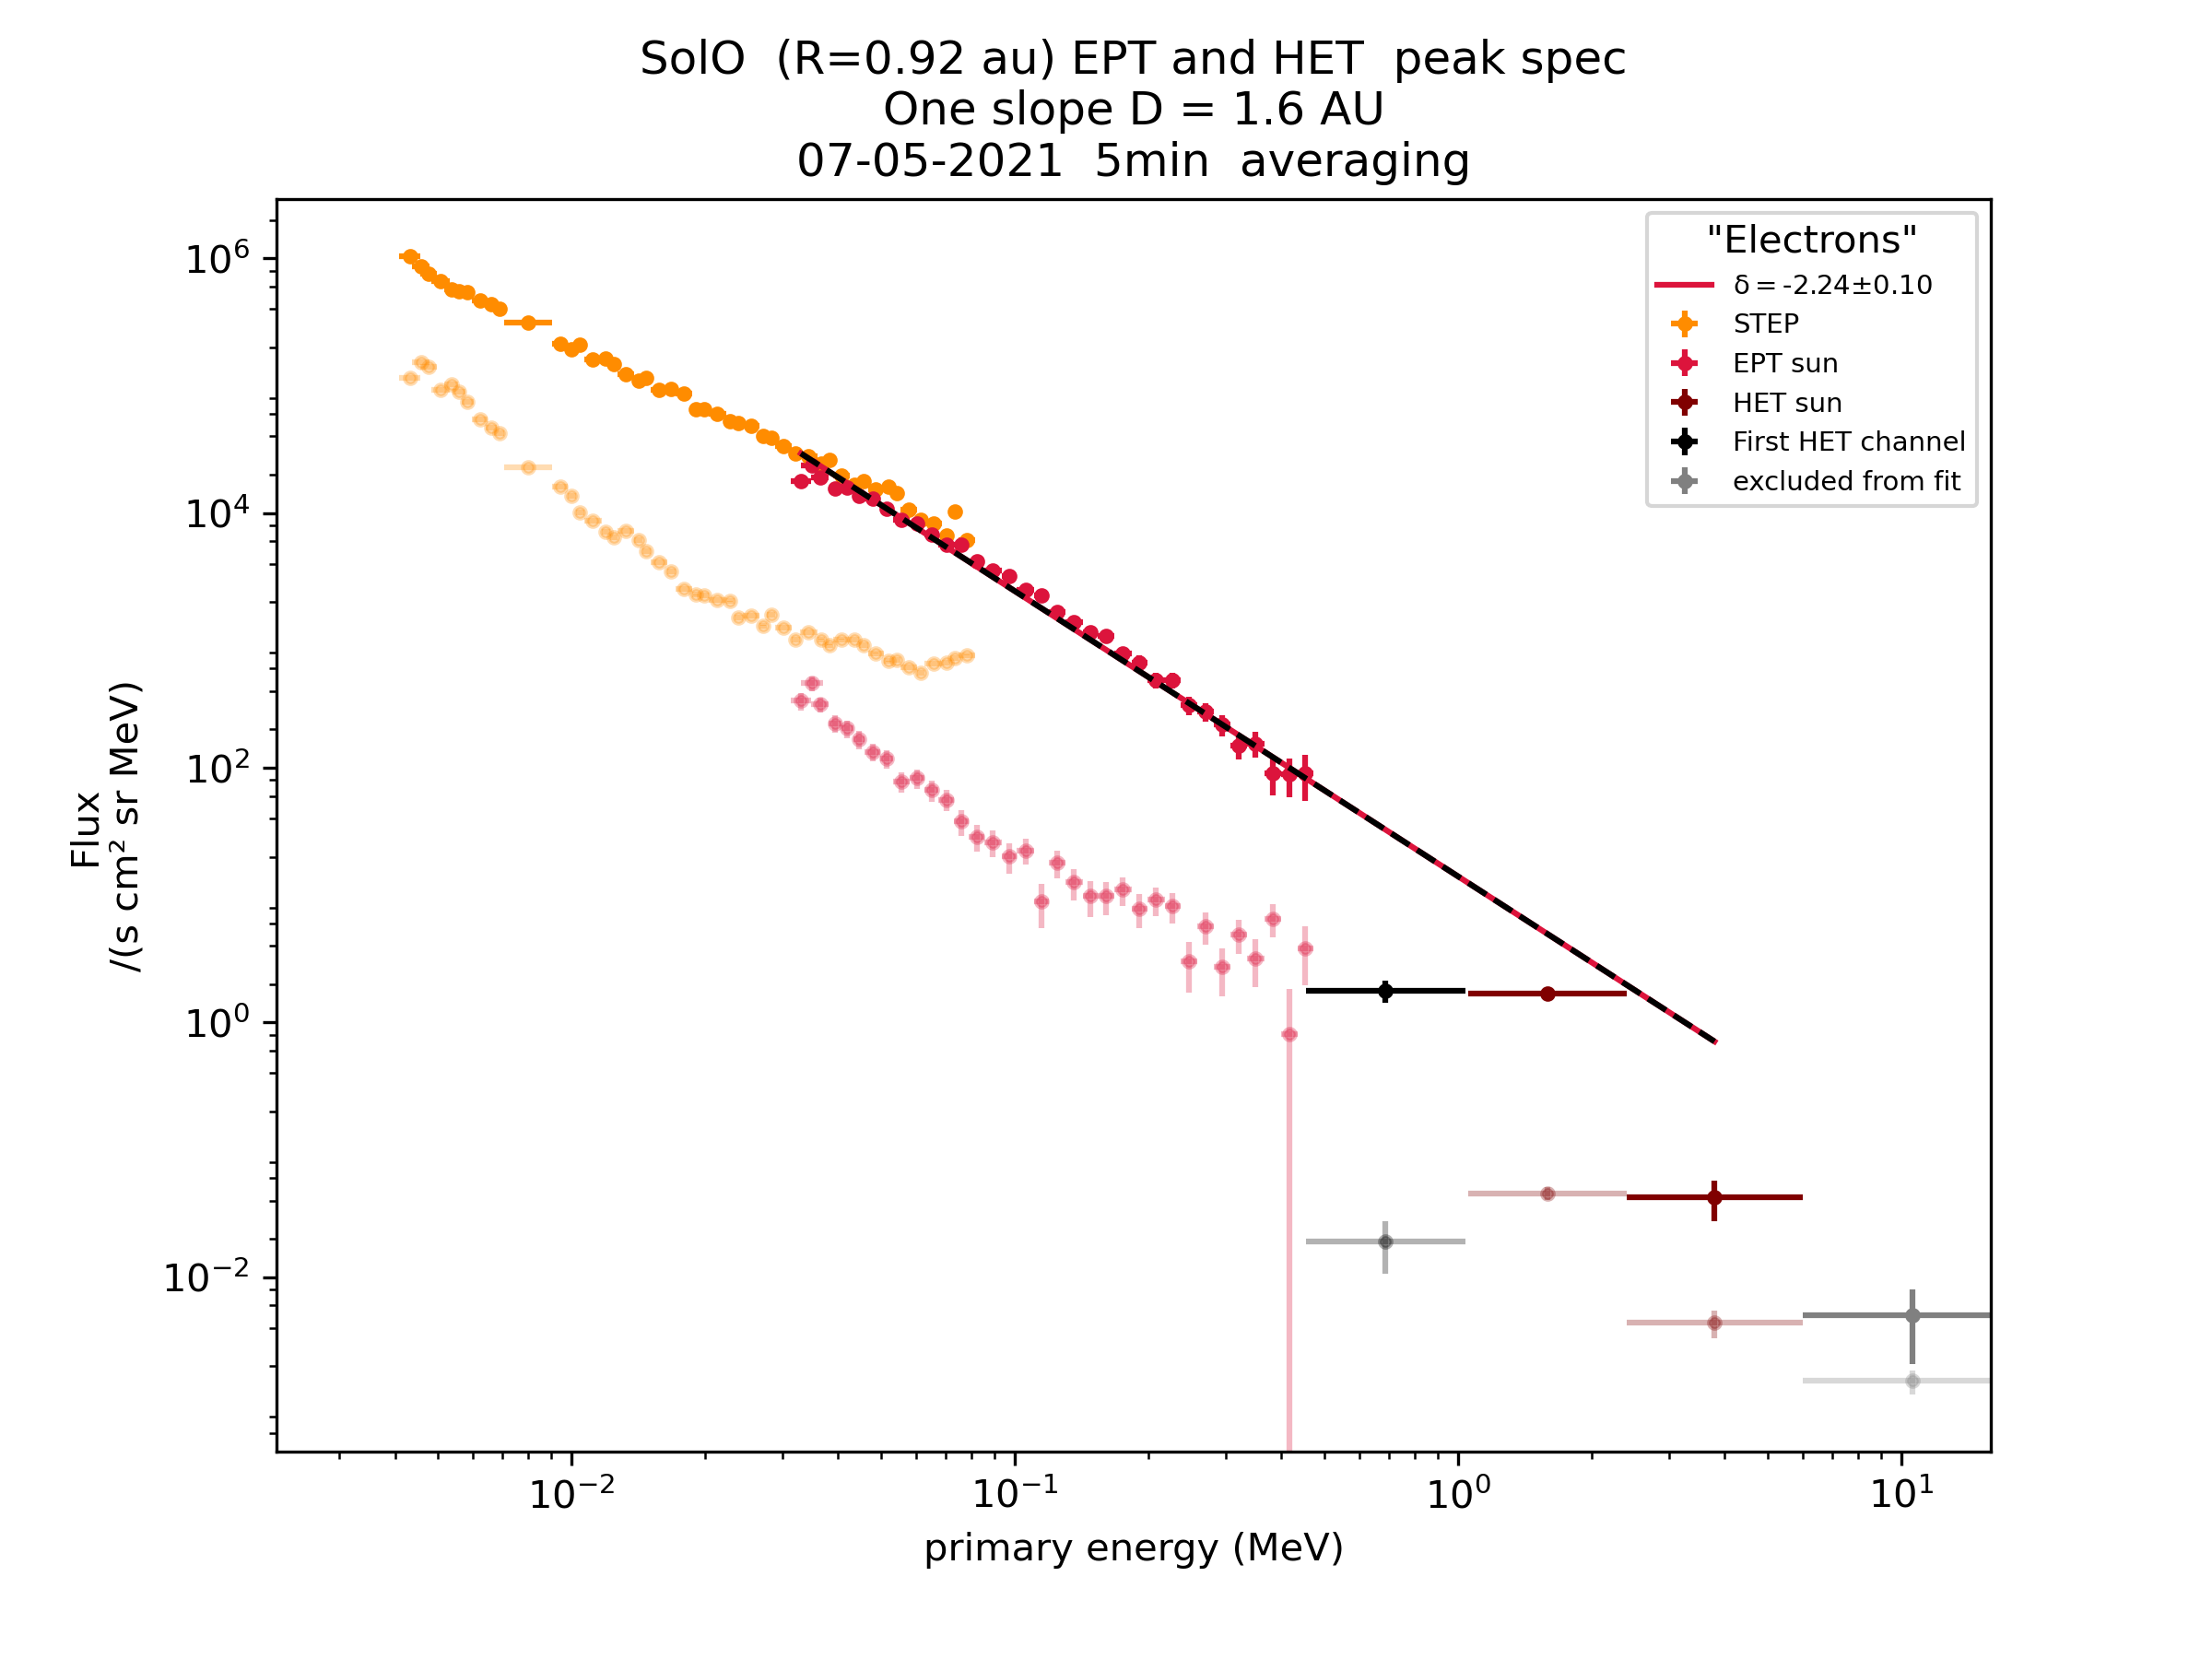 SolO  (R=0.92 au) EPT and HET  peak spec
One slope D = 1.6 AU
07-05-2021  5min  averaging
"Electrons"
δ = -2.24±0.10
STEP
EPT sun
HET sun
First HET channel
excluded from fit
Flux
/(s cm² sr MeV)
10⁶
10⁴
10²
10⁰
10⁻²
10⁻²
10⁻¹
10⁰
10¹
primary energy (MeV)